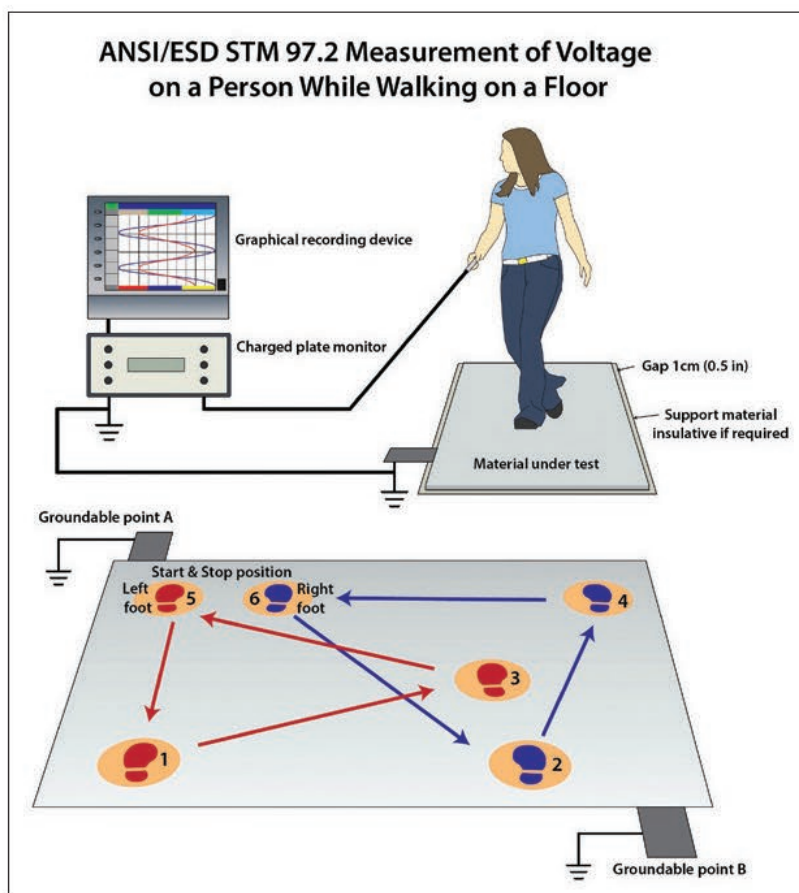 ANSI/ESD STM 97.2 Measurement of Voltage
on a Person While Walking on a Floor
Graphical recording device
Charged plate monitor
Gap 1cm (0.5 in)
Support material
insulative if required
Material under test
Groundable point A
Start & Stop position
Left
foot
5
6
Right
foot
4
3
1
2
Groundable point B